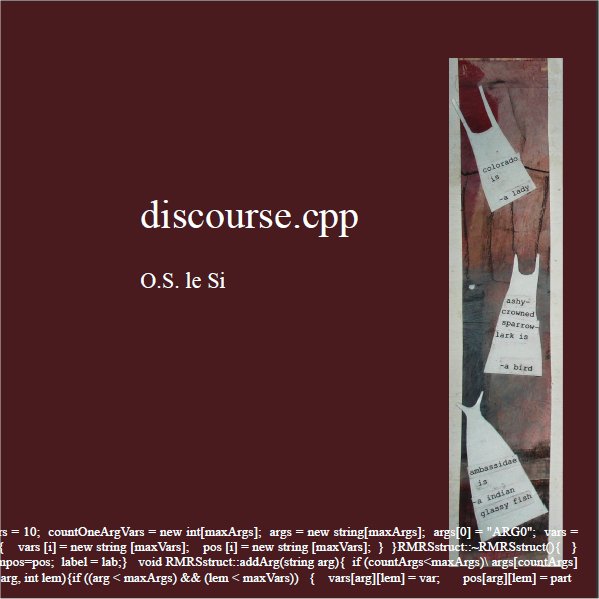 discourse.cpp
O.S. le Si
colorado
is
-a lady
ashy-
crowned
sparrow-
lark is
-a bird
ambassidae
is
-a indian
glassy fish
rs = 10;  countOneArgVars = new int[maxArgs];  args = new string[maxArgs];  args[0] = "ARG0";  vars =
{    vars [i] = new string [maxVars];    pos [i] = new string [maxVars];  }  }RMRSstruct::~RMRSstruct(){   }
mpos=pos;  label = lab;}   void RMRSstruct::addArg(string arg){  if (countArgs<maxArgs)\ args[countArgs]
arg, int lem){if ((arg < maxArgs) && (lem < maxVars))   {    vars[arg][lem] = var;      pos[arg][lem] = part